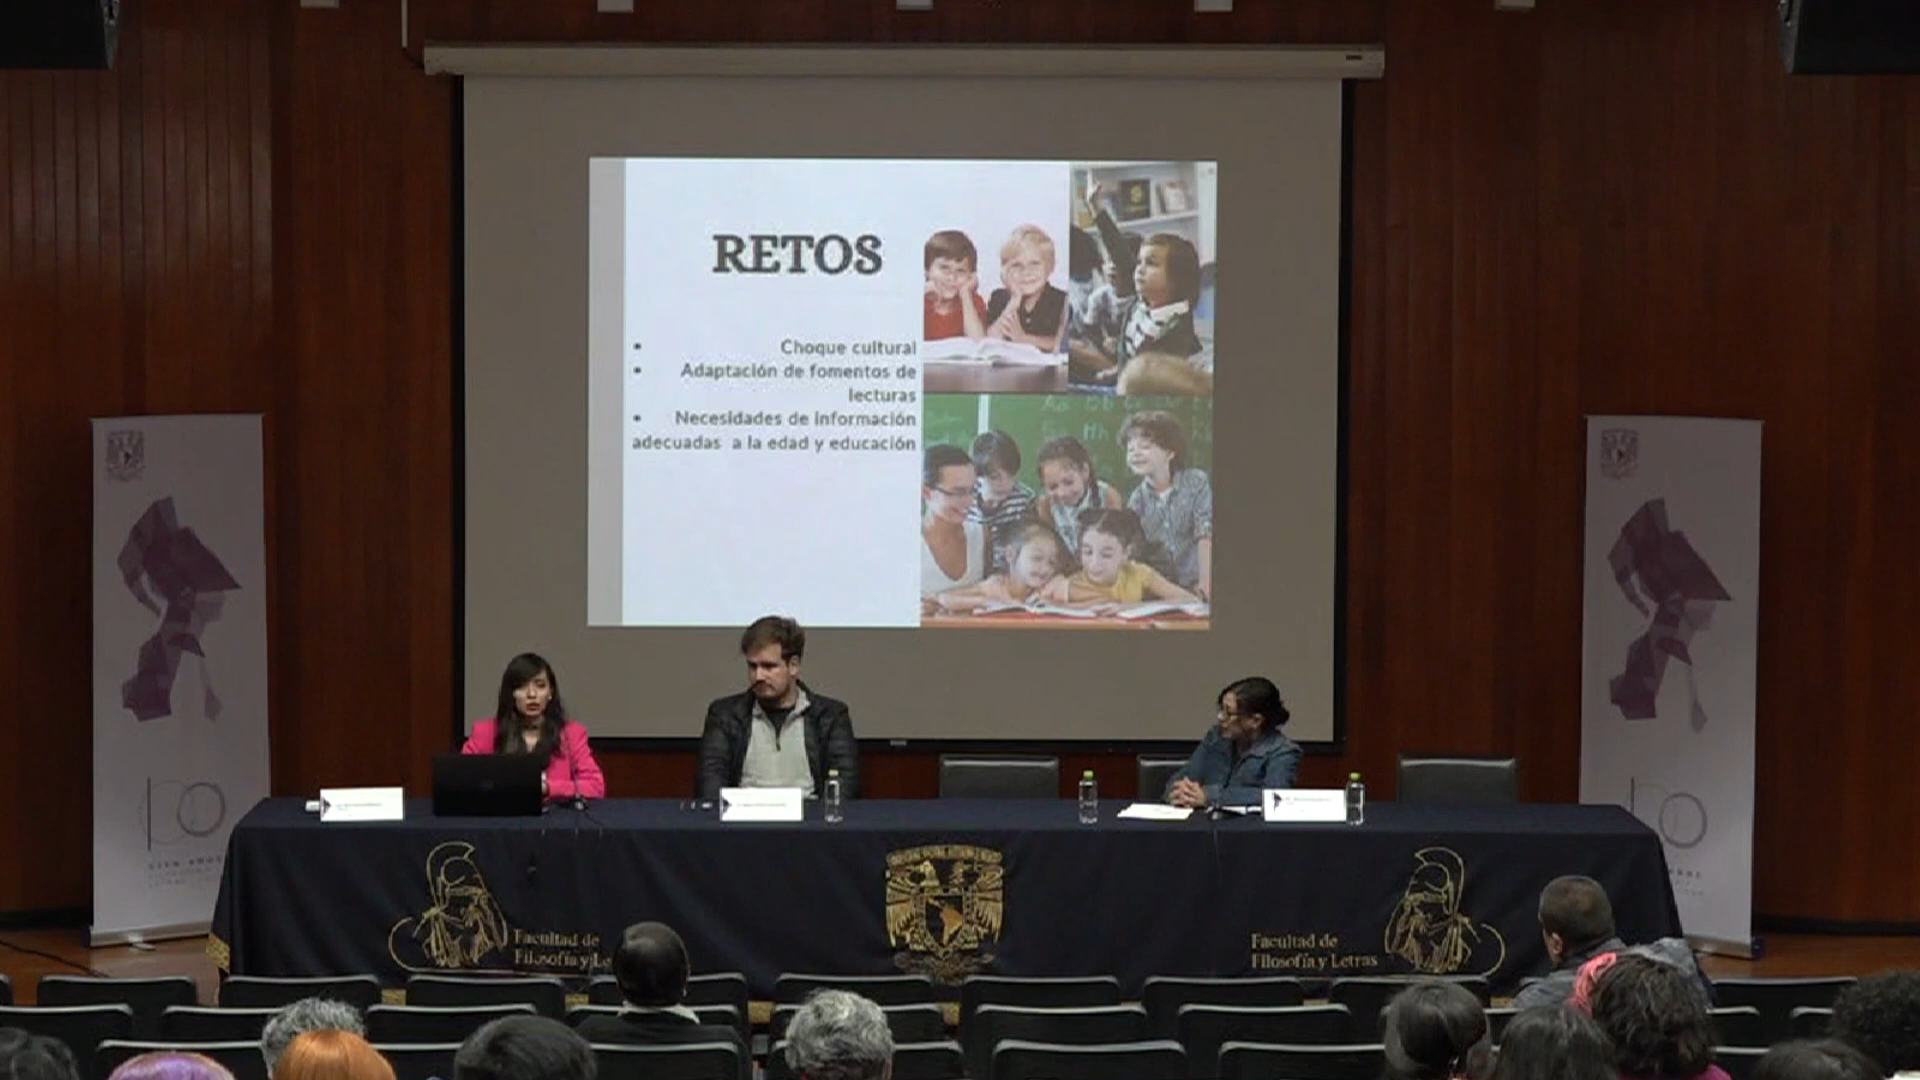 RETOS
• Choque cultural
• Adaptación de fomentos de
lecturas
• Necesidades de información
adecuadas a la edad y educación
Facultad de
Filosofía y Le
Facultad de
Filosofía y Letras